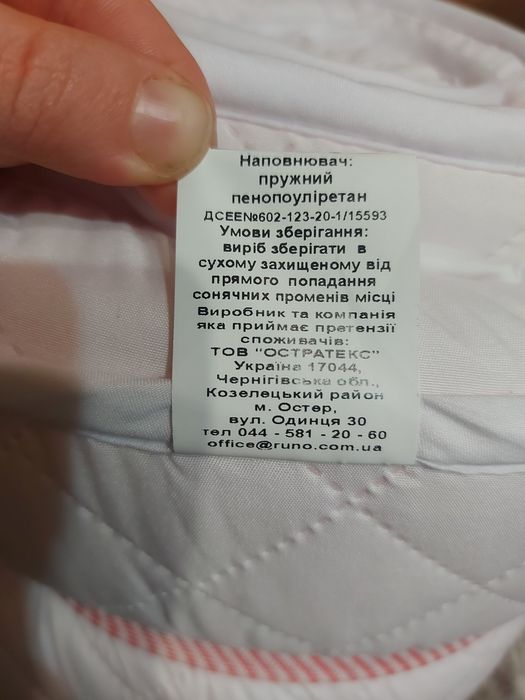 Наповнювач:
пружний
пенопоуліретан
ДСЕЕ№602-123-20-1/15593
Умови зберігання:
виріб зберігати в
сухому захищеному від
прямого попадання
сонячних променів місці
Виробник та компанія
яка приймає претензії
споживачів:
ТОВ "ОСТРАТЕКС"
Україна 17044,
Чернігівська обл.,
Козелецький район
м. Остер,
вул. Одинця 30
тел 044 - 581 - 20 - 60
office@runo.com.ua